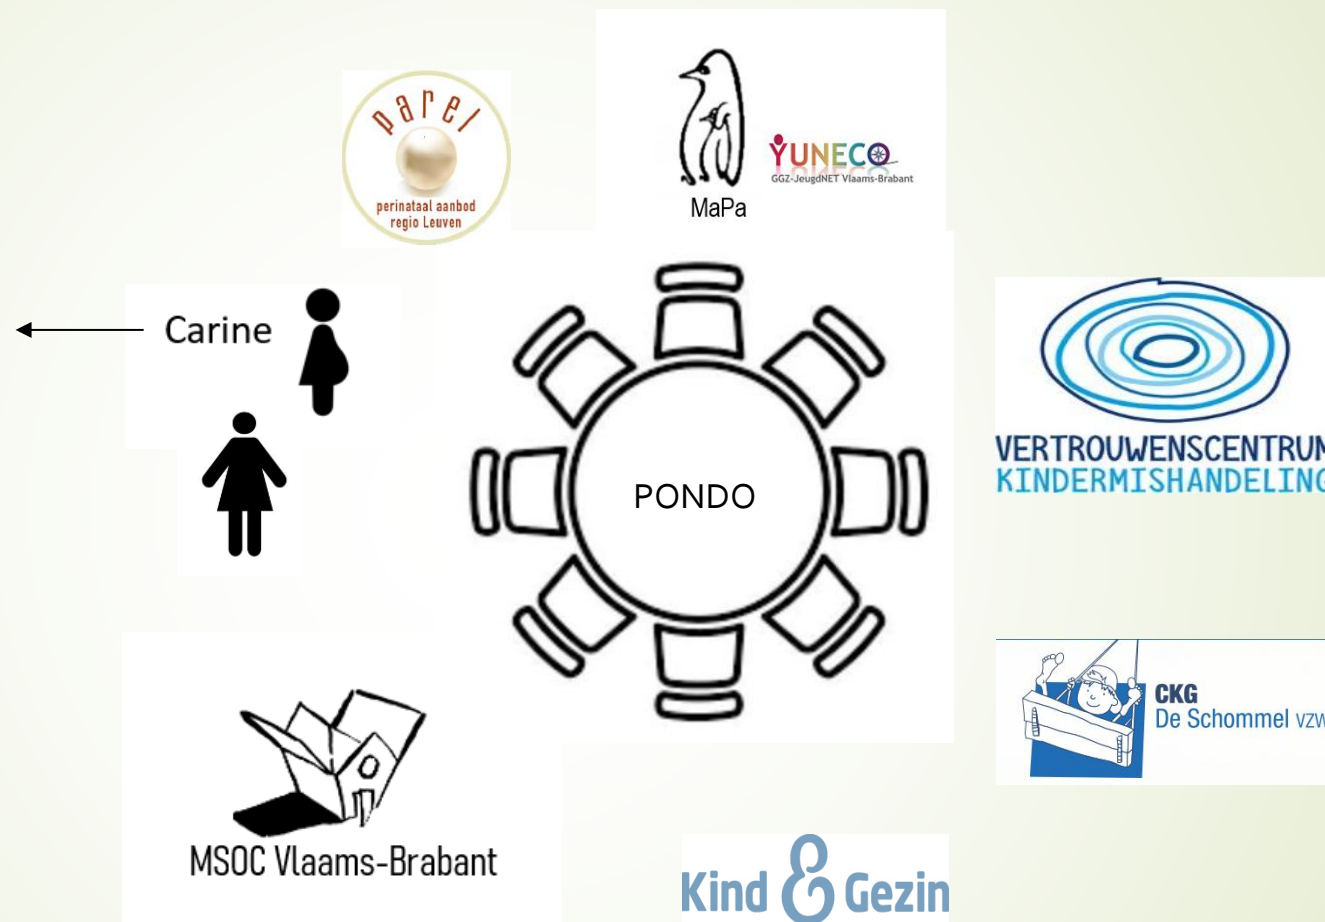 parel
perinataal aanbod
regio Leuven
MaPa
YUNECO
GGZ-JeugdNET Vlaams-Brabant
Carine
PONDO
VERTROUWENSCENTRUM
KINDERMISHANDELING
CKG
De Schommel vzw
MSOC Vlaams-Brabant
Kind & Gezin